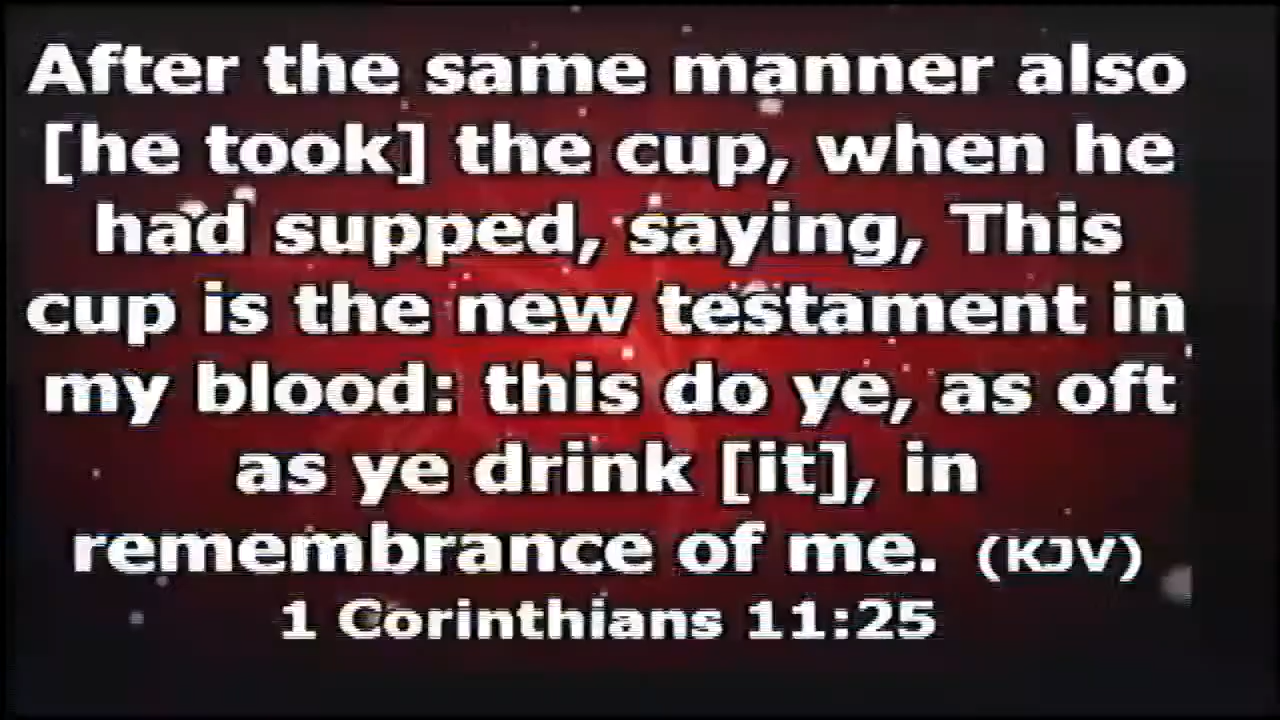 After the same manner also
[he took] the cup, when he
had supped, saying, This
cup is the new testament in
my blood: this do ye, as oft
as ye drink [it], in
remembrance of me. (KJV)
1 Corinthians 11:25